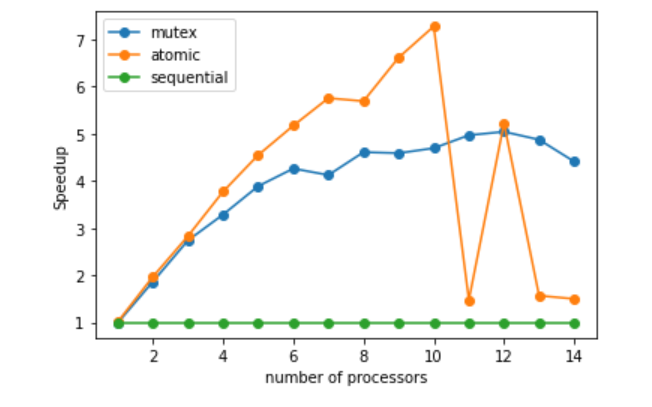 mutex
atomic
sequential
7
6
5
4
3
2
1
Speedup
2 4 6 8 10 12 14
number of processors